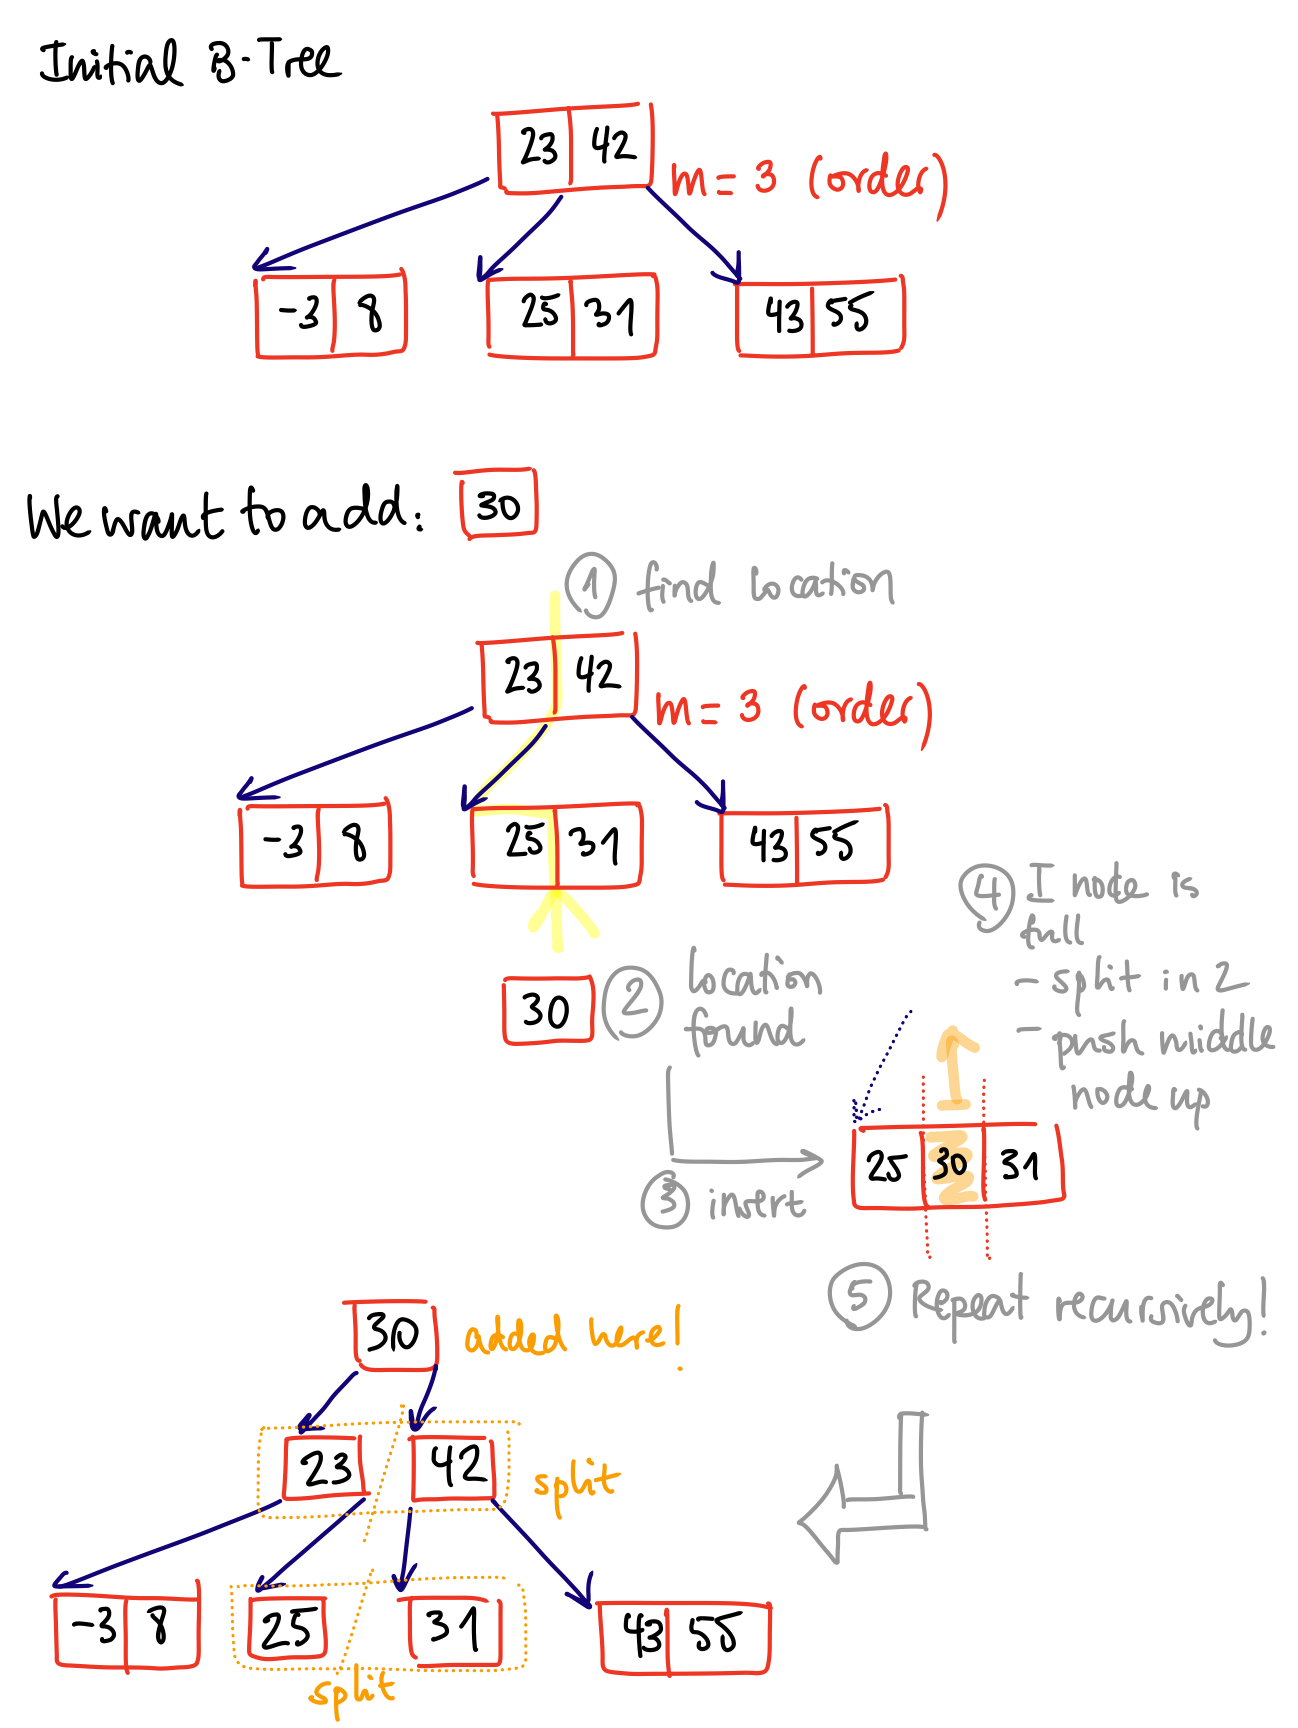 Initial B-Tree
23 42
m = 3 (order)
-3 8 25 31 43 55
We want to add: 30
1 find location
23 42
m = 3 (order)
-3 8 25 31 43 55
30
2 location
found
3 insert
4 I node is
full
- split in 2
- push middle
node up
25 30 31
5 Repeat recursively!
30 added here!
23 42 split
-3 8 25 31 43 55
split